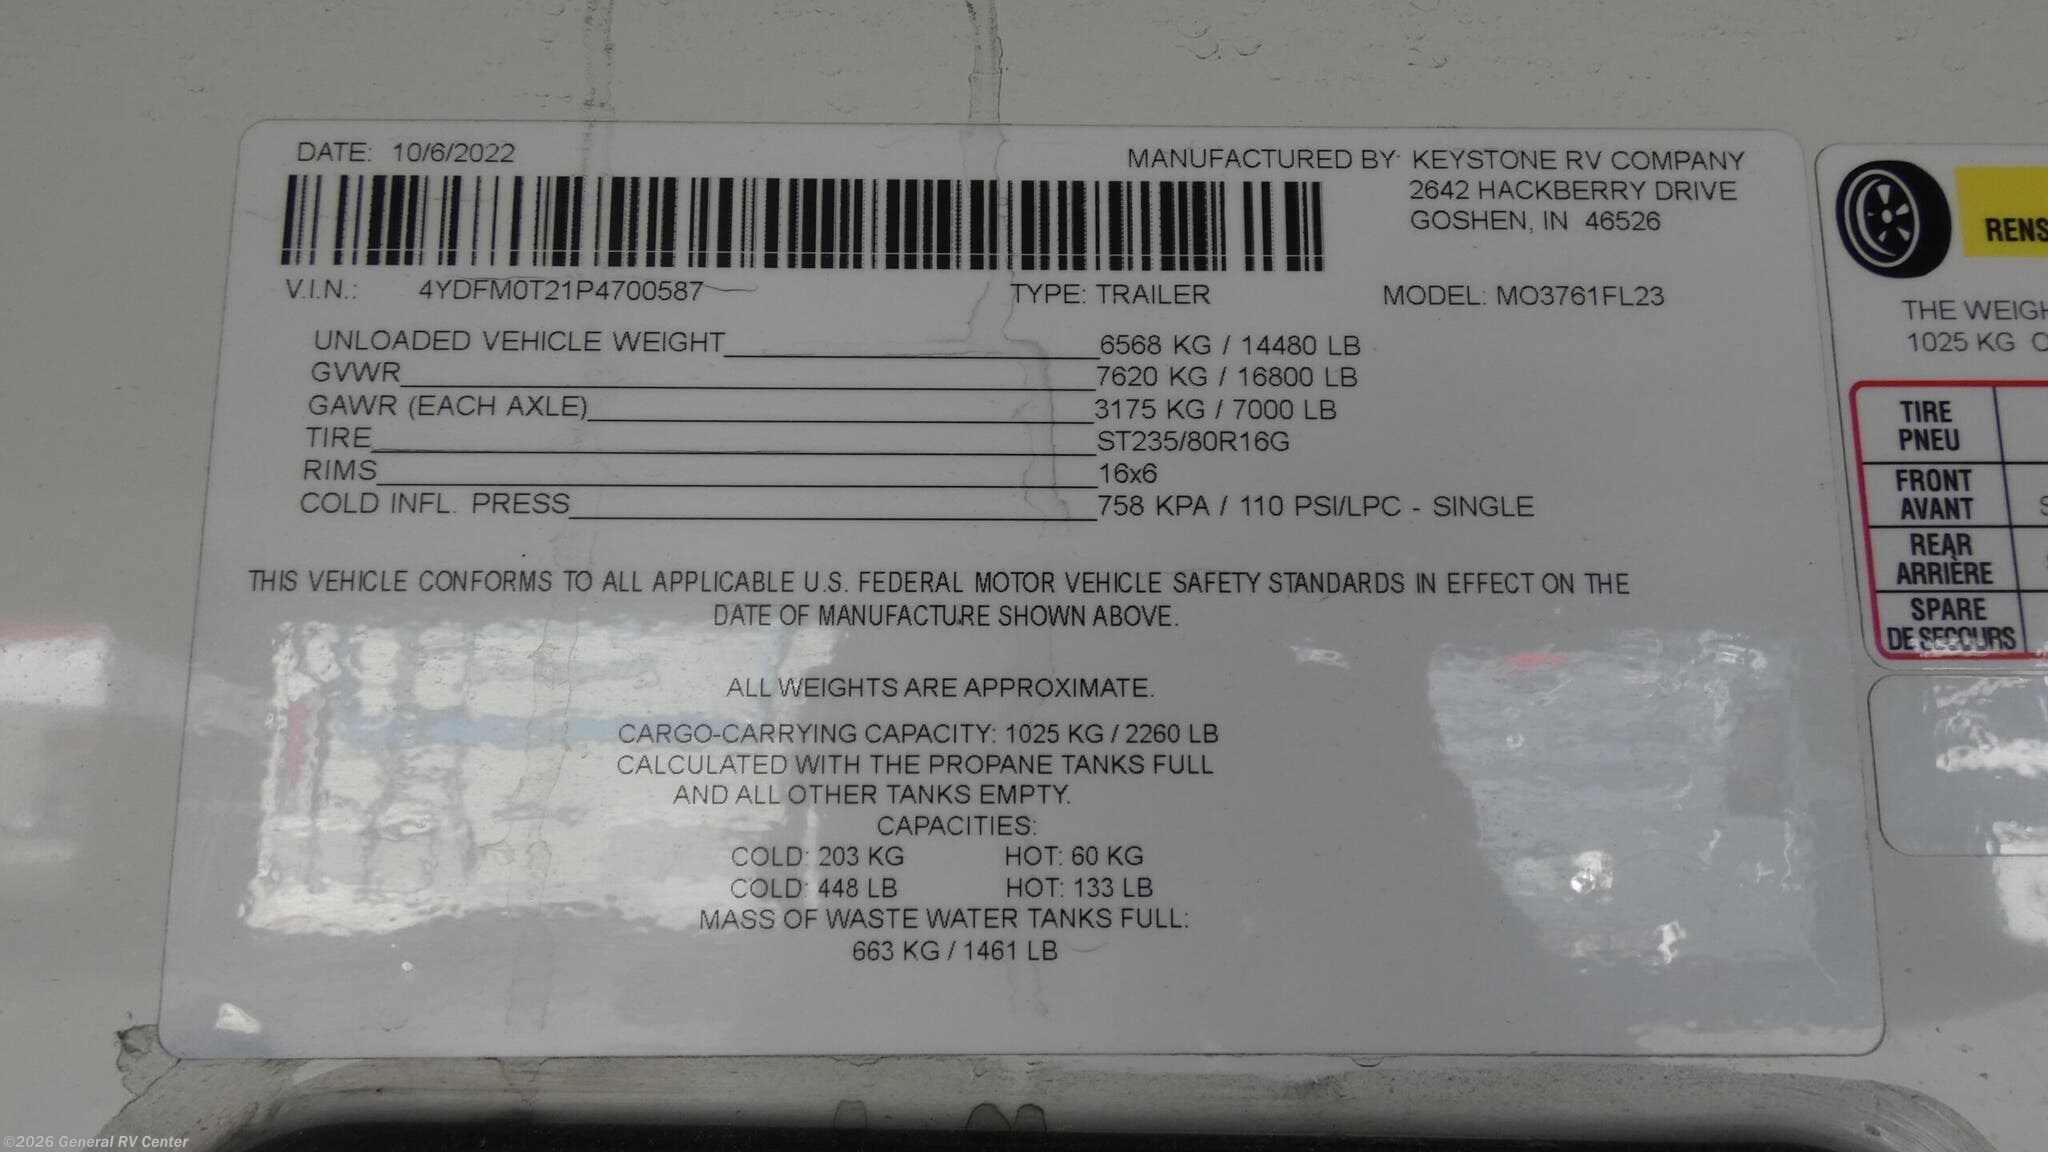 DATE: 10/6/2022
MANUFACTURED BY: KEYSTONE RV COMPANY
2642 HACKBERRY DRIVE
GOSHEN, IN 46526
V.I.N.: 4YDFM0T21P4700587 TYPE: TRAILER MODEL: MO3761FL23
UNLOADED VEHICLE WEIGHT 6568 KG / 14480 LB
GVWR 7620 KG / 16800 LB
GAWR (EACH AXLE) 3175 KG / 7000 LB
TIRE ST235/80R16G
RIMS 16x6
COLD INFL. PRESS 758 KPA / 110 PSI/LPC - SINGLE
THIS VEHICLE CONFORMS TO ALL APPLICABLE U.S. FEDERAL MOTOR VEHICLE SAFETY STANDARDS IN EFFECT ON THE
DATE OF MANUFACTURE SHOWN ABOVE.
ALL WEIGHTS ARE APPROXIMATE.
CARGO-CARRYING CAPACITY: 1025 KG / 2260 LB
CALCULATED WITH THE PROPANE TANKS FULL
AND ALL OTHER TANKS EMPTY.
CAPACITIES:
COLD: 203 KG HOT: 60 KG
COLD: 448 LB HOT: 133 LB
MASS OF WASTE WATER TANKS FULL:
663 KG / 1461 LB
RENS
THE WEIGH
1025 KG
TIRE
PNEU
FRONT
AVANT
REAR
ARRIÈRE
SPARE
DE SECOURS
©2026 General RV Center